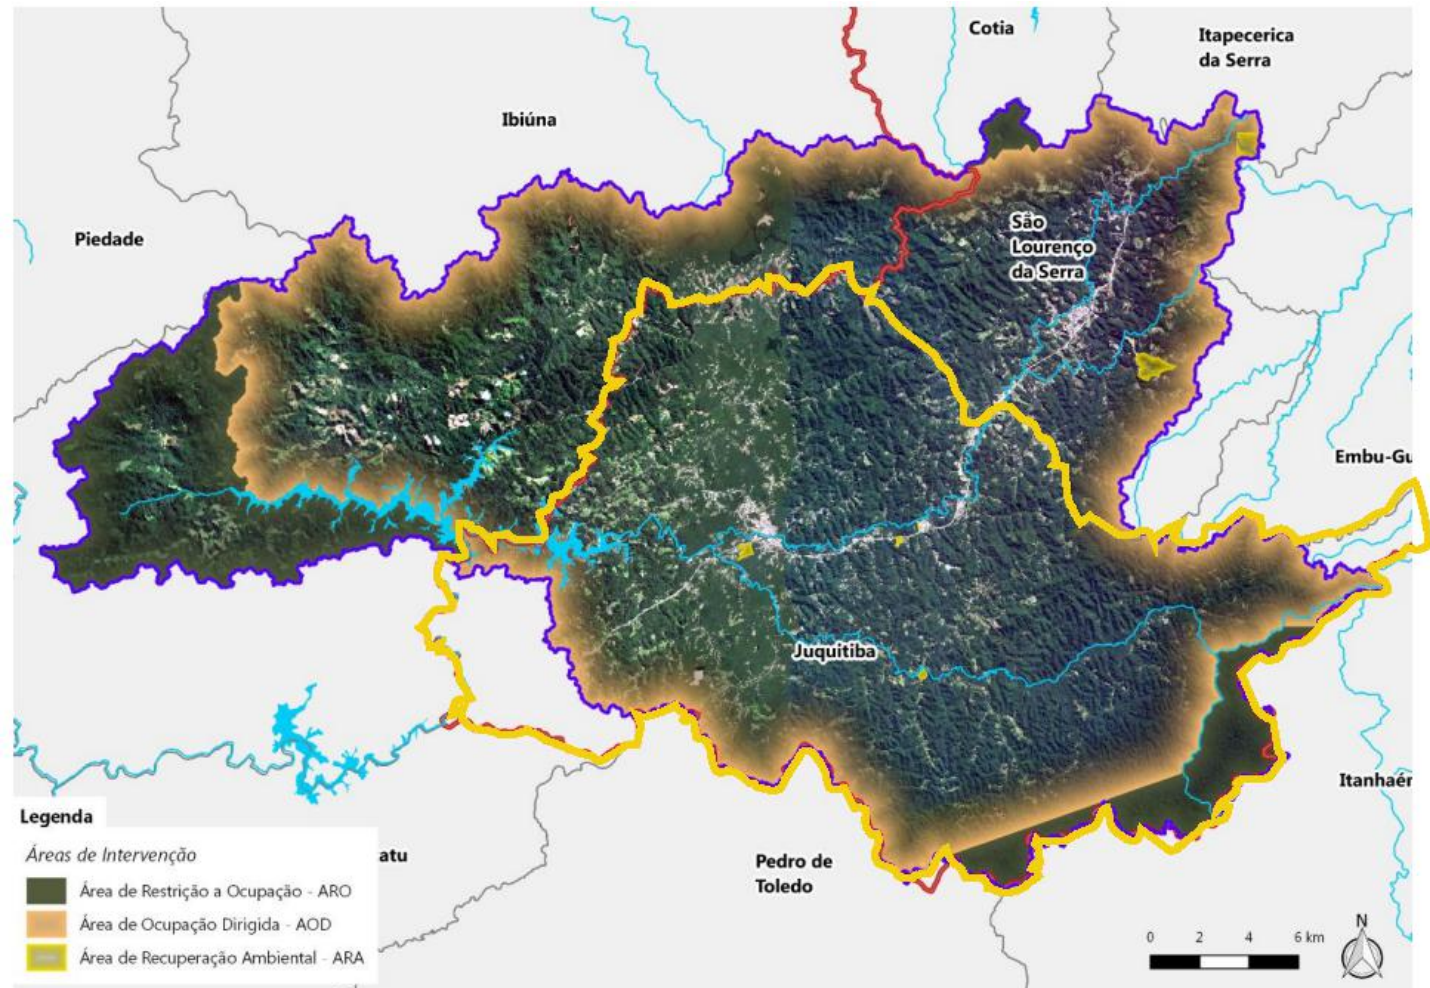 Cotia
Itapecerica
da Serra
Ibiúna
São
Lourenço
da Serra
Piedade
Embu-Gu
Juquitiba
Itanhaér
Pedro de
Toledo
atu
Legenda
Áreas de Intervenção
Área de Restrição a Ocupação - ARO
Área de Ocupação Dirigida - AOD
Área de Recuperação Ambiental - ARA
0 2 4 6 km
N